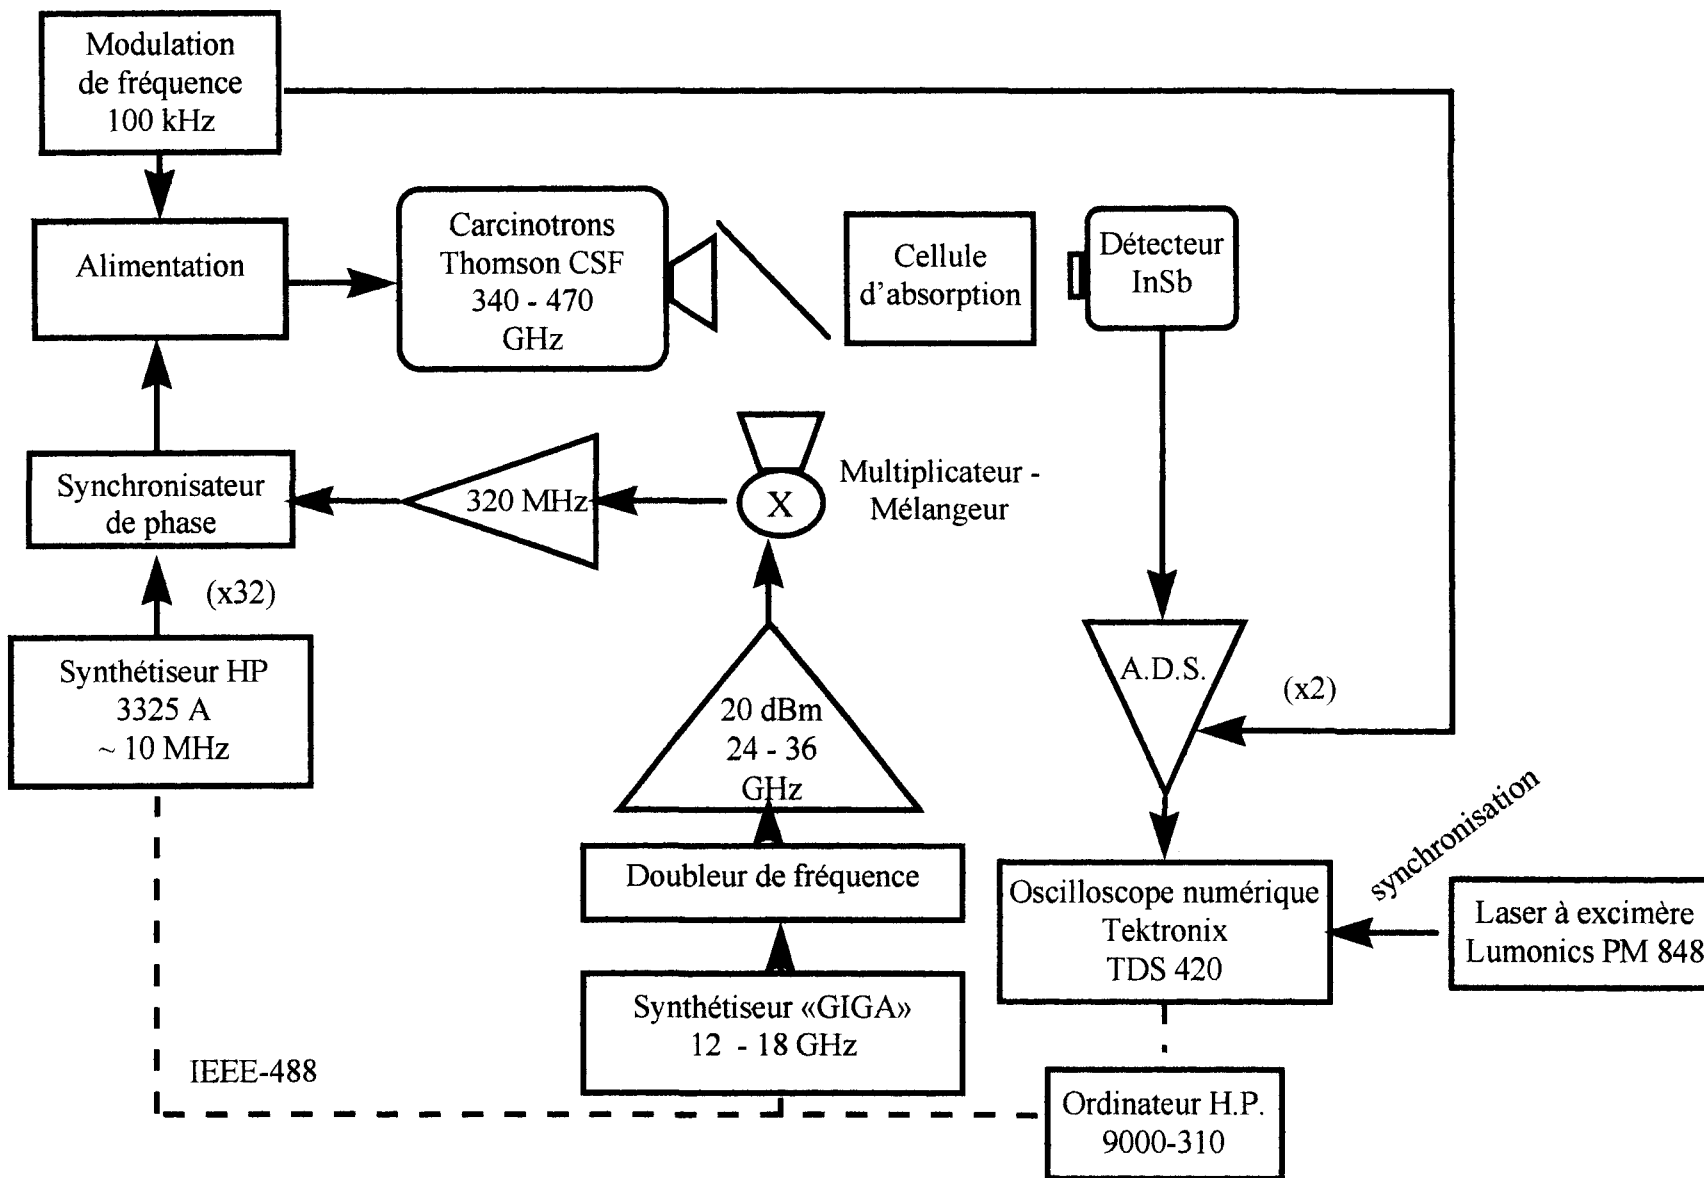 Modulation
de fréquence
100 kHz
Alimentation
Carcinotrons
Thomson CSF
340 - 470
GHz
Cellule
d'absorption
Détecteur
InSb
Synchronisateur
de phase
320 MHz
X
Multiplicateur -
Mélangeur
(x32)
Synthétiseur HP
3325 A
~ 10 MHz
20 dBm
24 - 36
GHz
A.D.S.
(x2)
synchronisation
Doubleur de fréquence
Oscilloscope numérique
Tektronix
TDS 420
Laser à excimère
Lumonics PM 848
Synthétiseur «GIGA»
12 - 18 GHz
IEEE-488
Ordinateur H.P.
9000-310